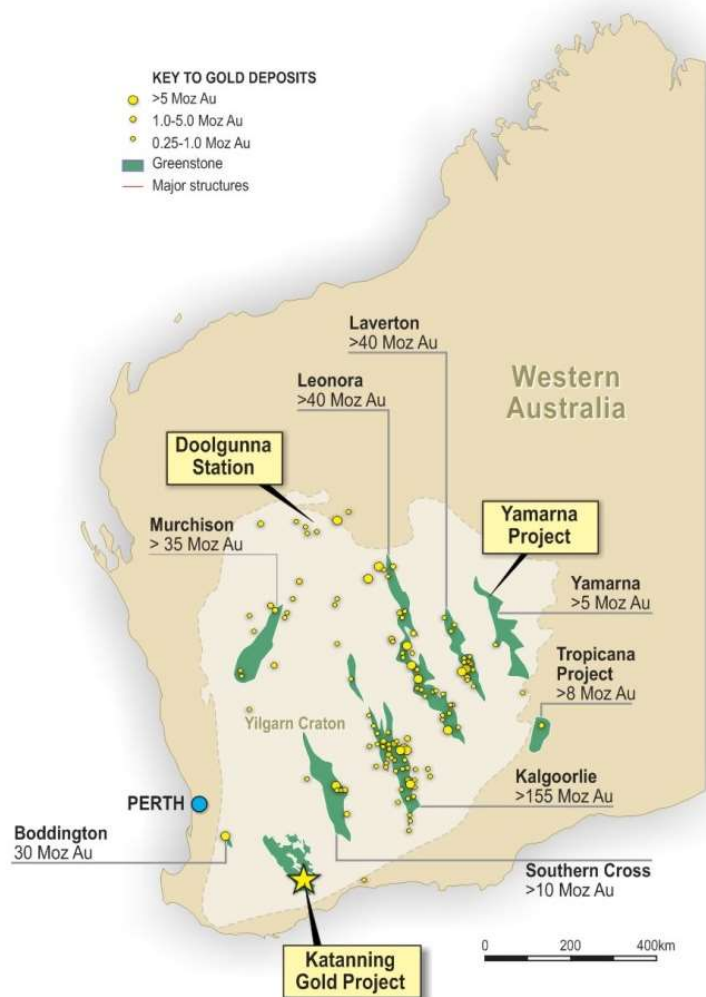 KEY TO GOLD DEPOSITS
>5 Moz Au
1.0-5.0 Moz Au
0.25-1.0 Moz Au
Greenstone
Major structures
Laverton
>40 Moz Au
Leonora
>40 Moz Au
Western
Australia
Doolgunna
Station
Murchison
> 35 Moz Au
Yamarna
Project
Yamarna
>5 Moz Au
Tropicana
Project
>8 Moz Au
Yilgarn Craton
Kalgoorlie
>155 Moz Au
PERTH
Boddington
30 Moz Au
Southern Cross
>10 Moz Au
Katanning
Gold Project
0 200 400km